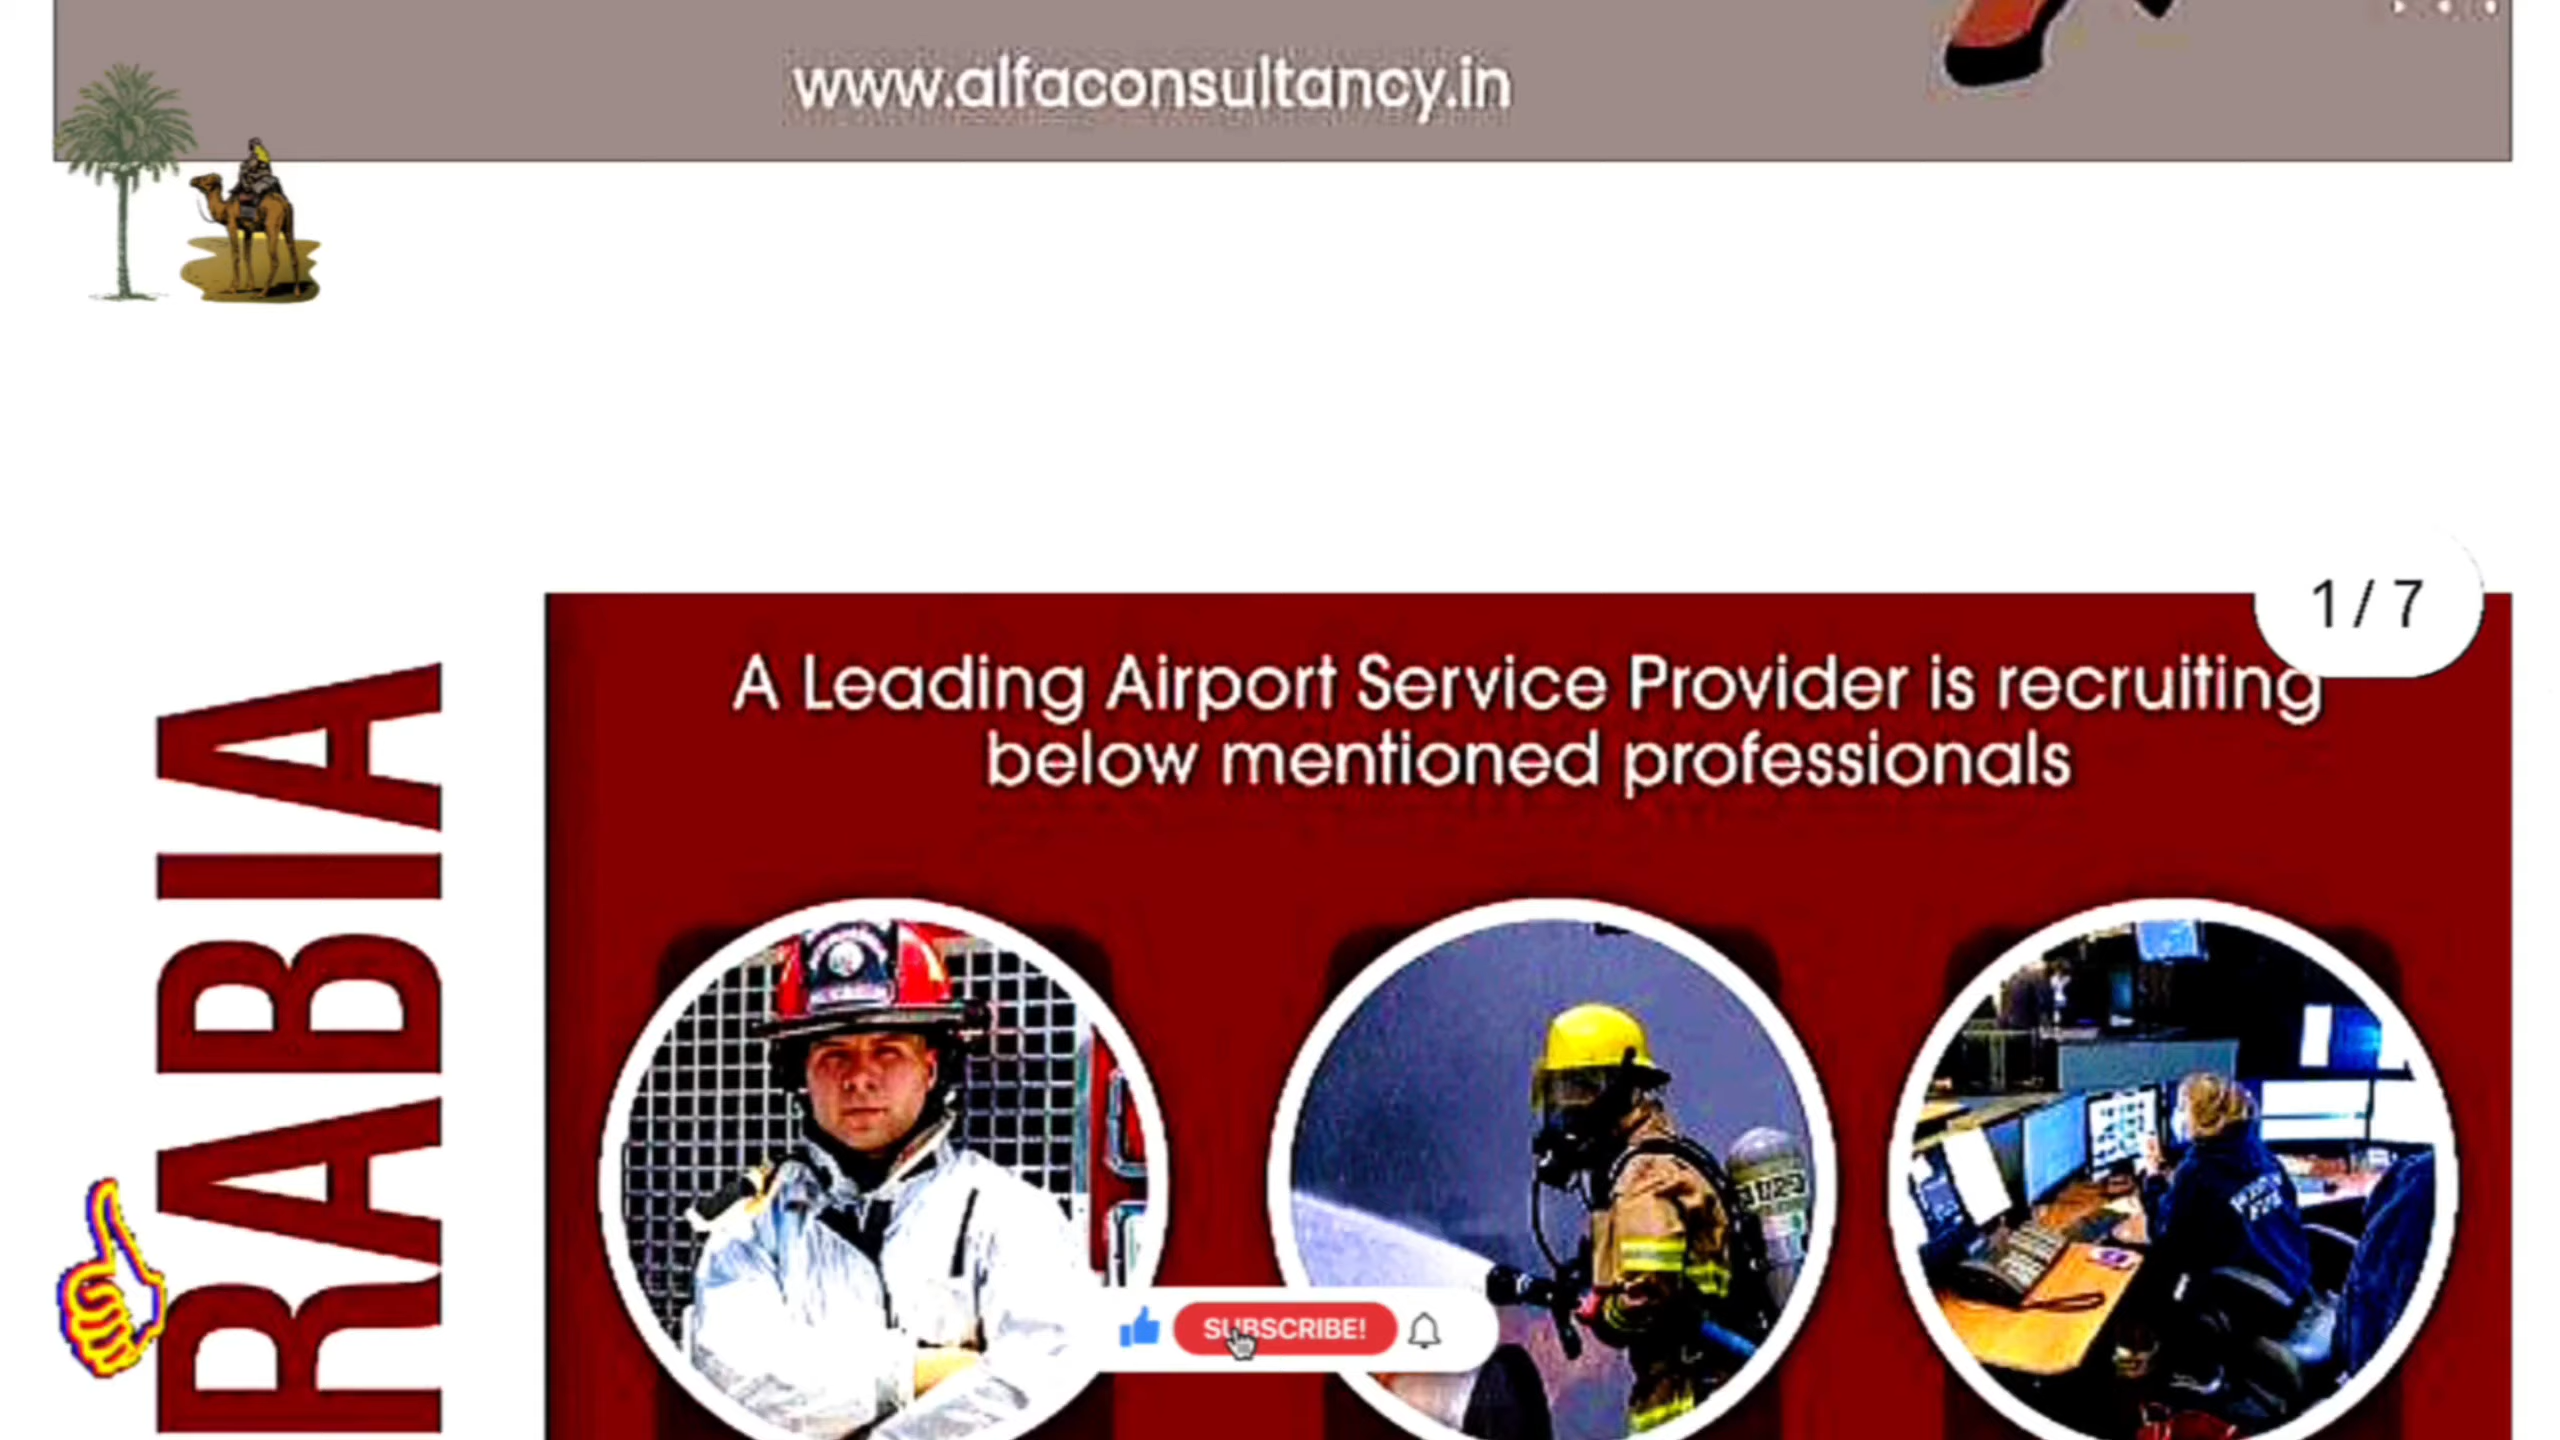 www.alfaconsultancy.in
1 / 7
A Leading Airport Service Provider is recruiting
below mentioned professionals
RABIA
SUBSCRIBE!